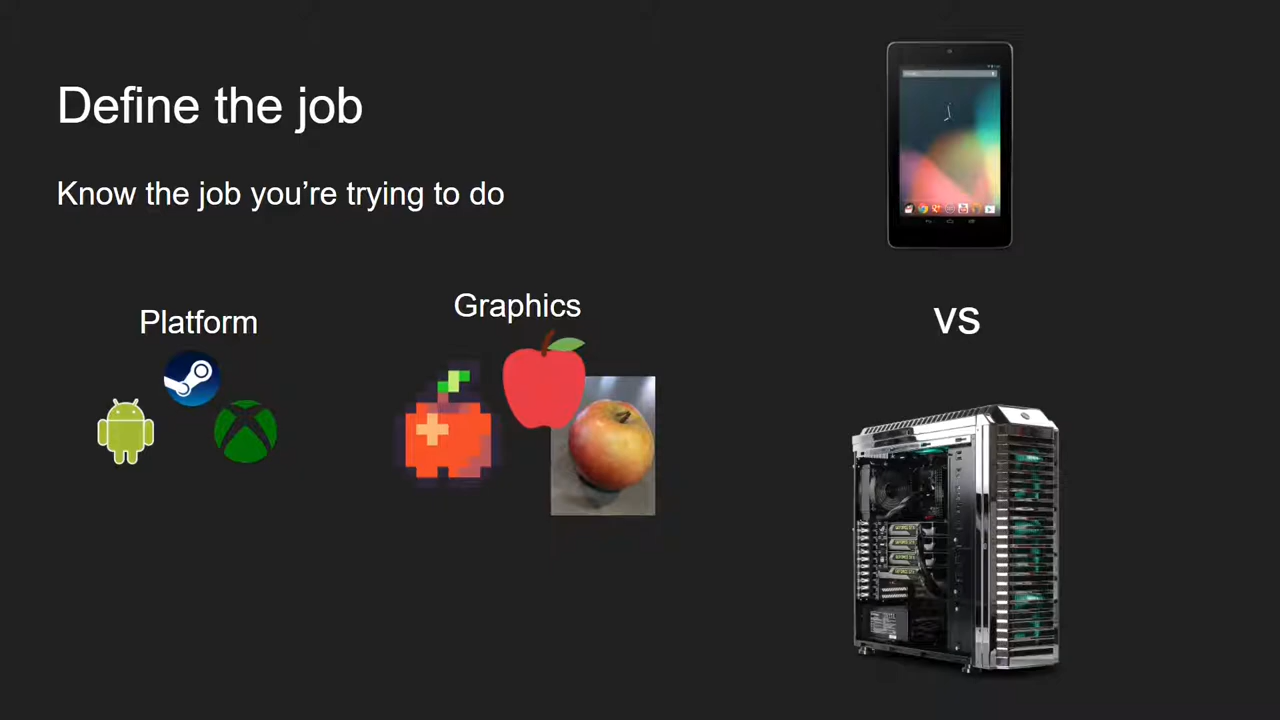 Define the job
Know the job you're trying to do
Platform
Graphics
vs